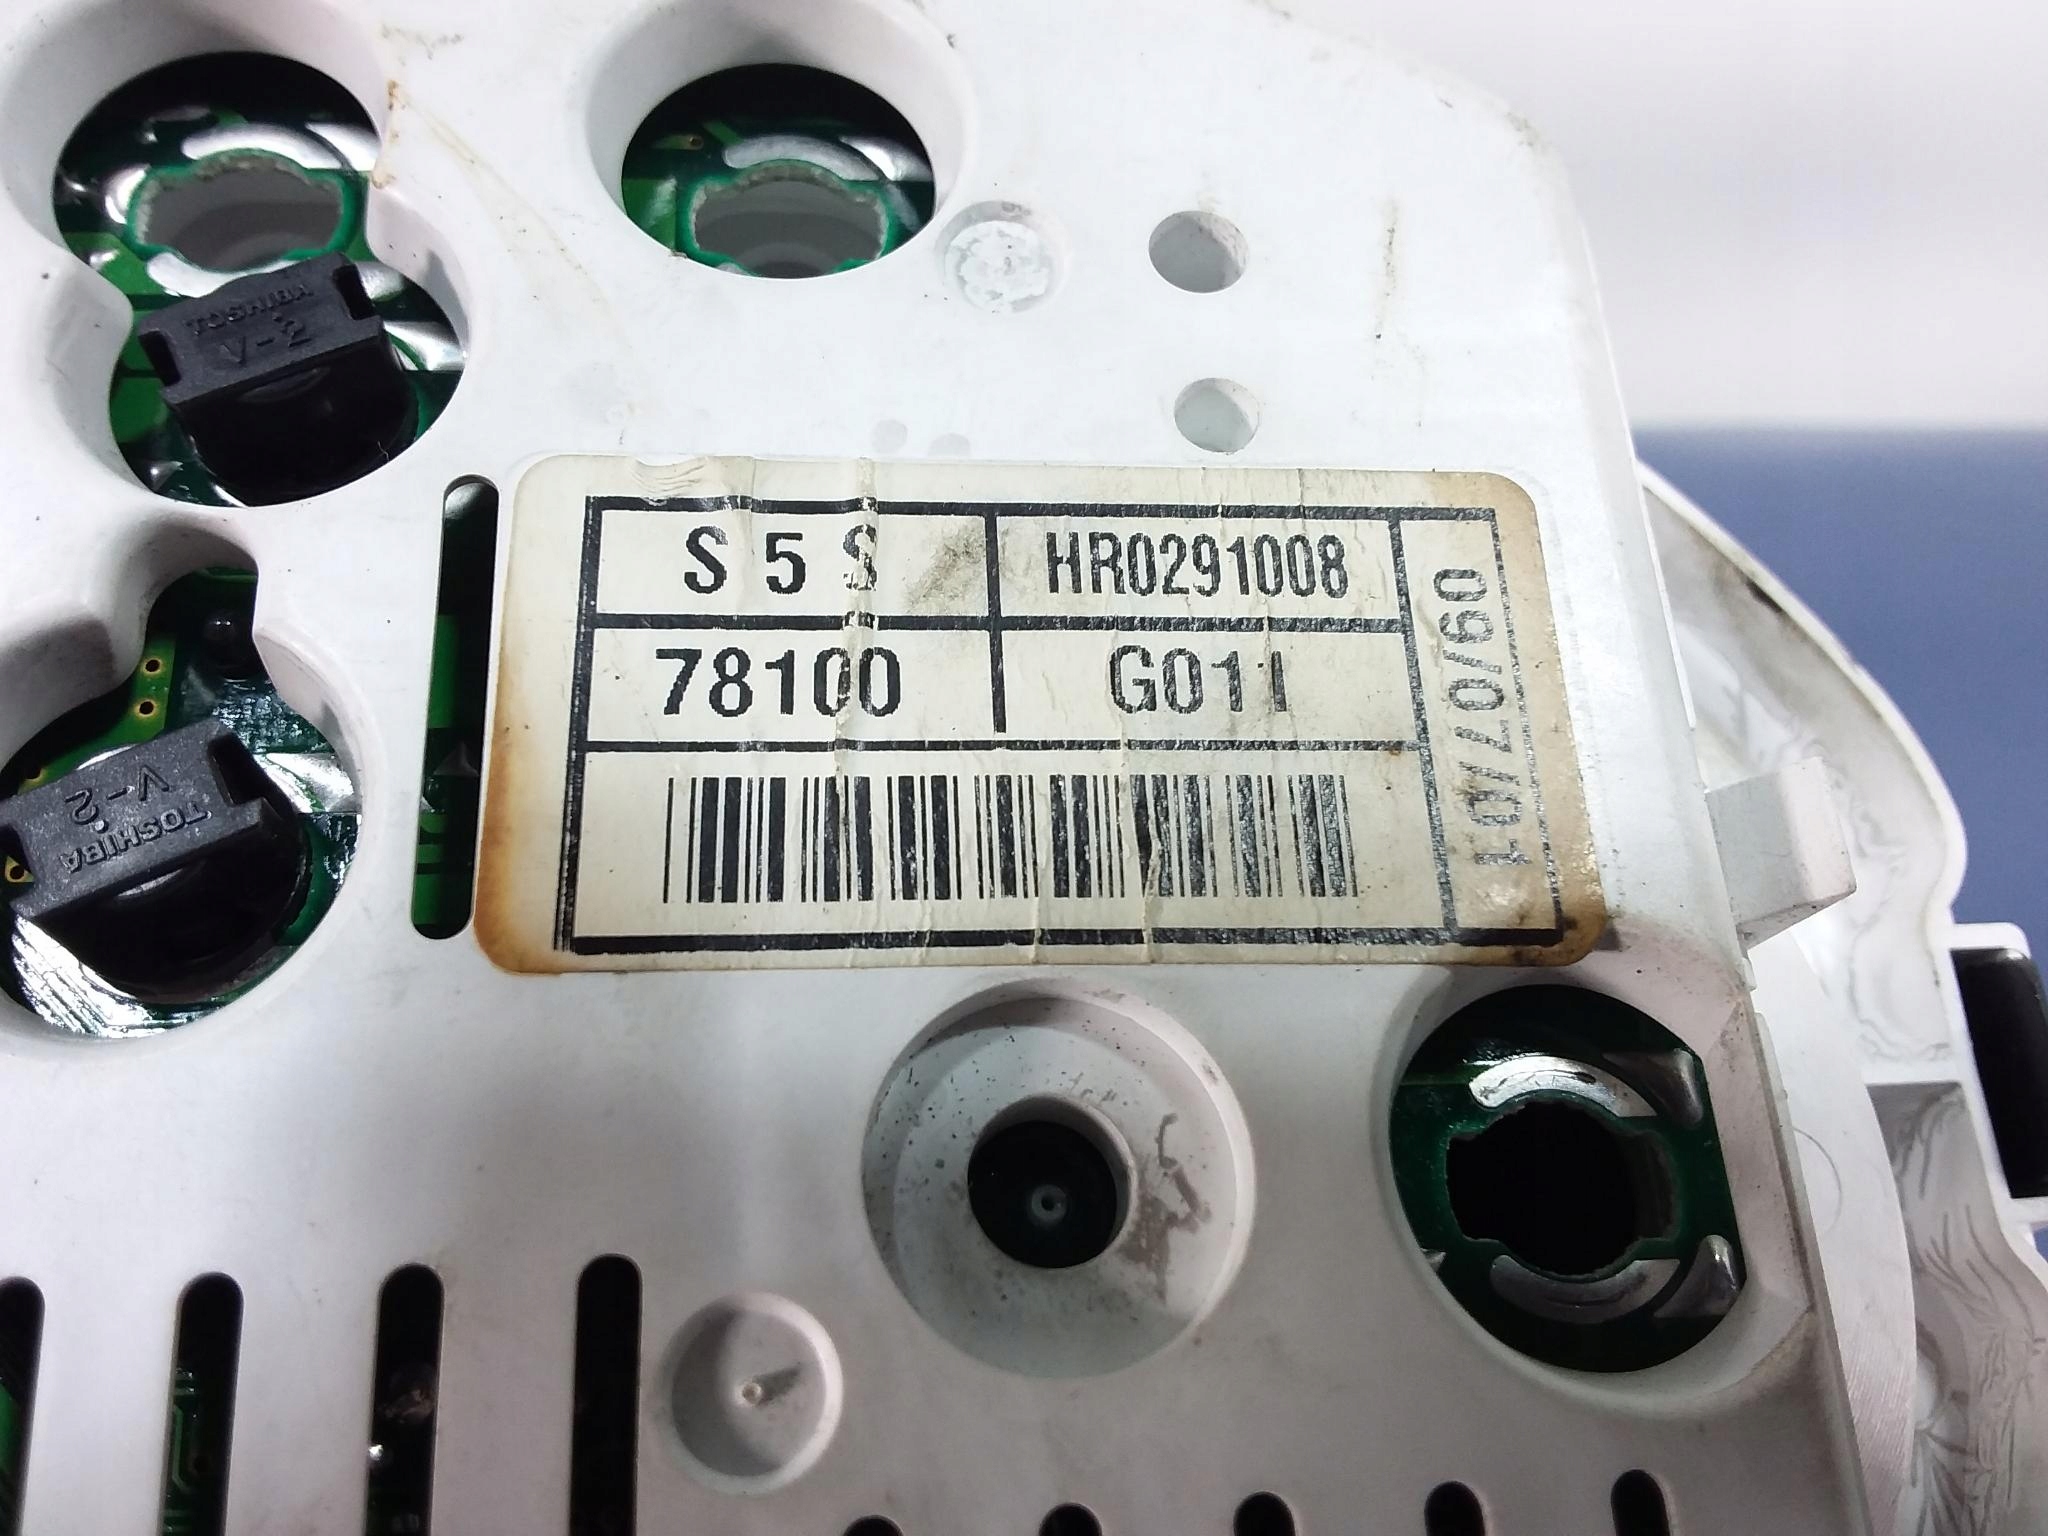 TOSHIBA
V-2
S 5 S HR0291008
78100 G011
09/07/01
V-2
TOSHIBA